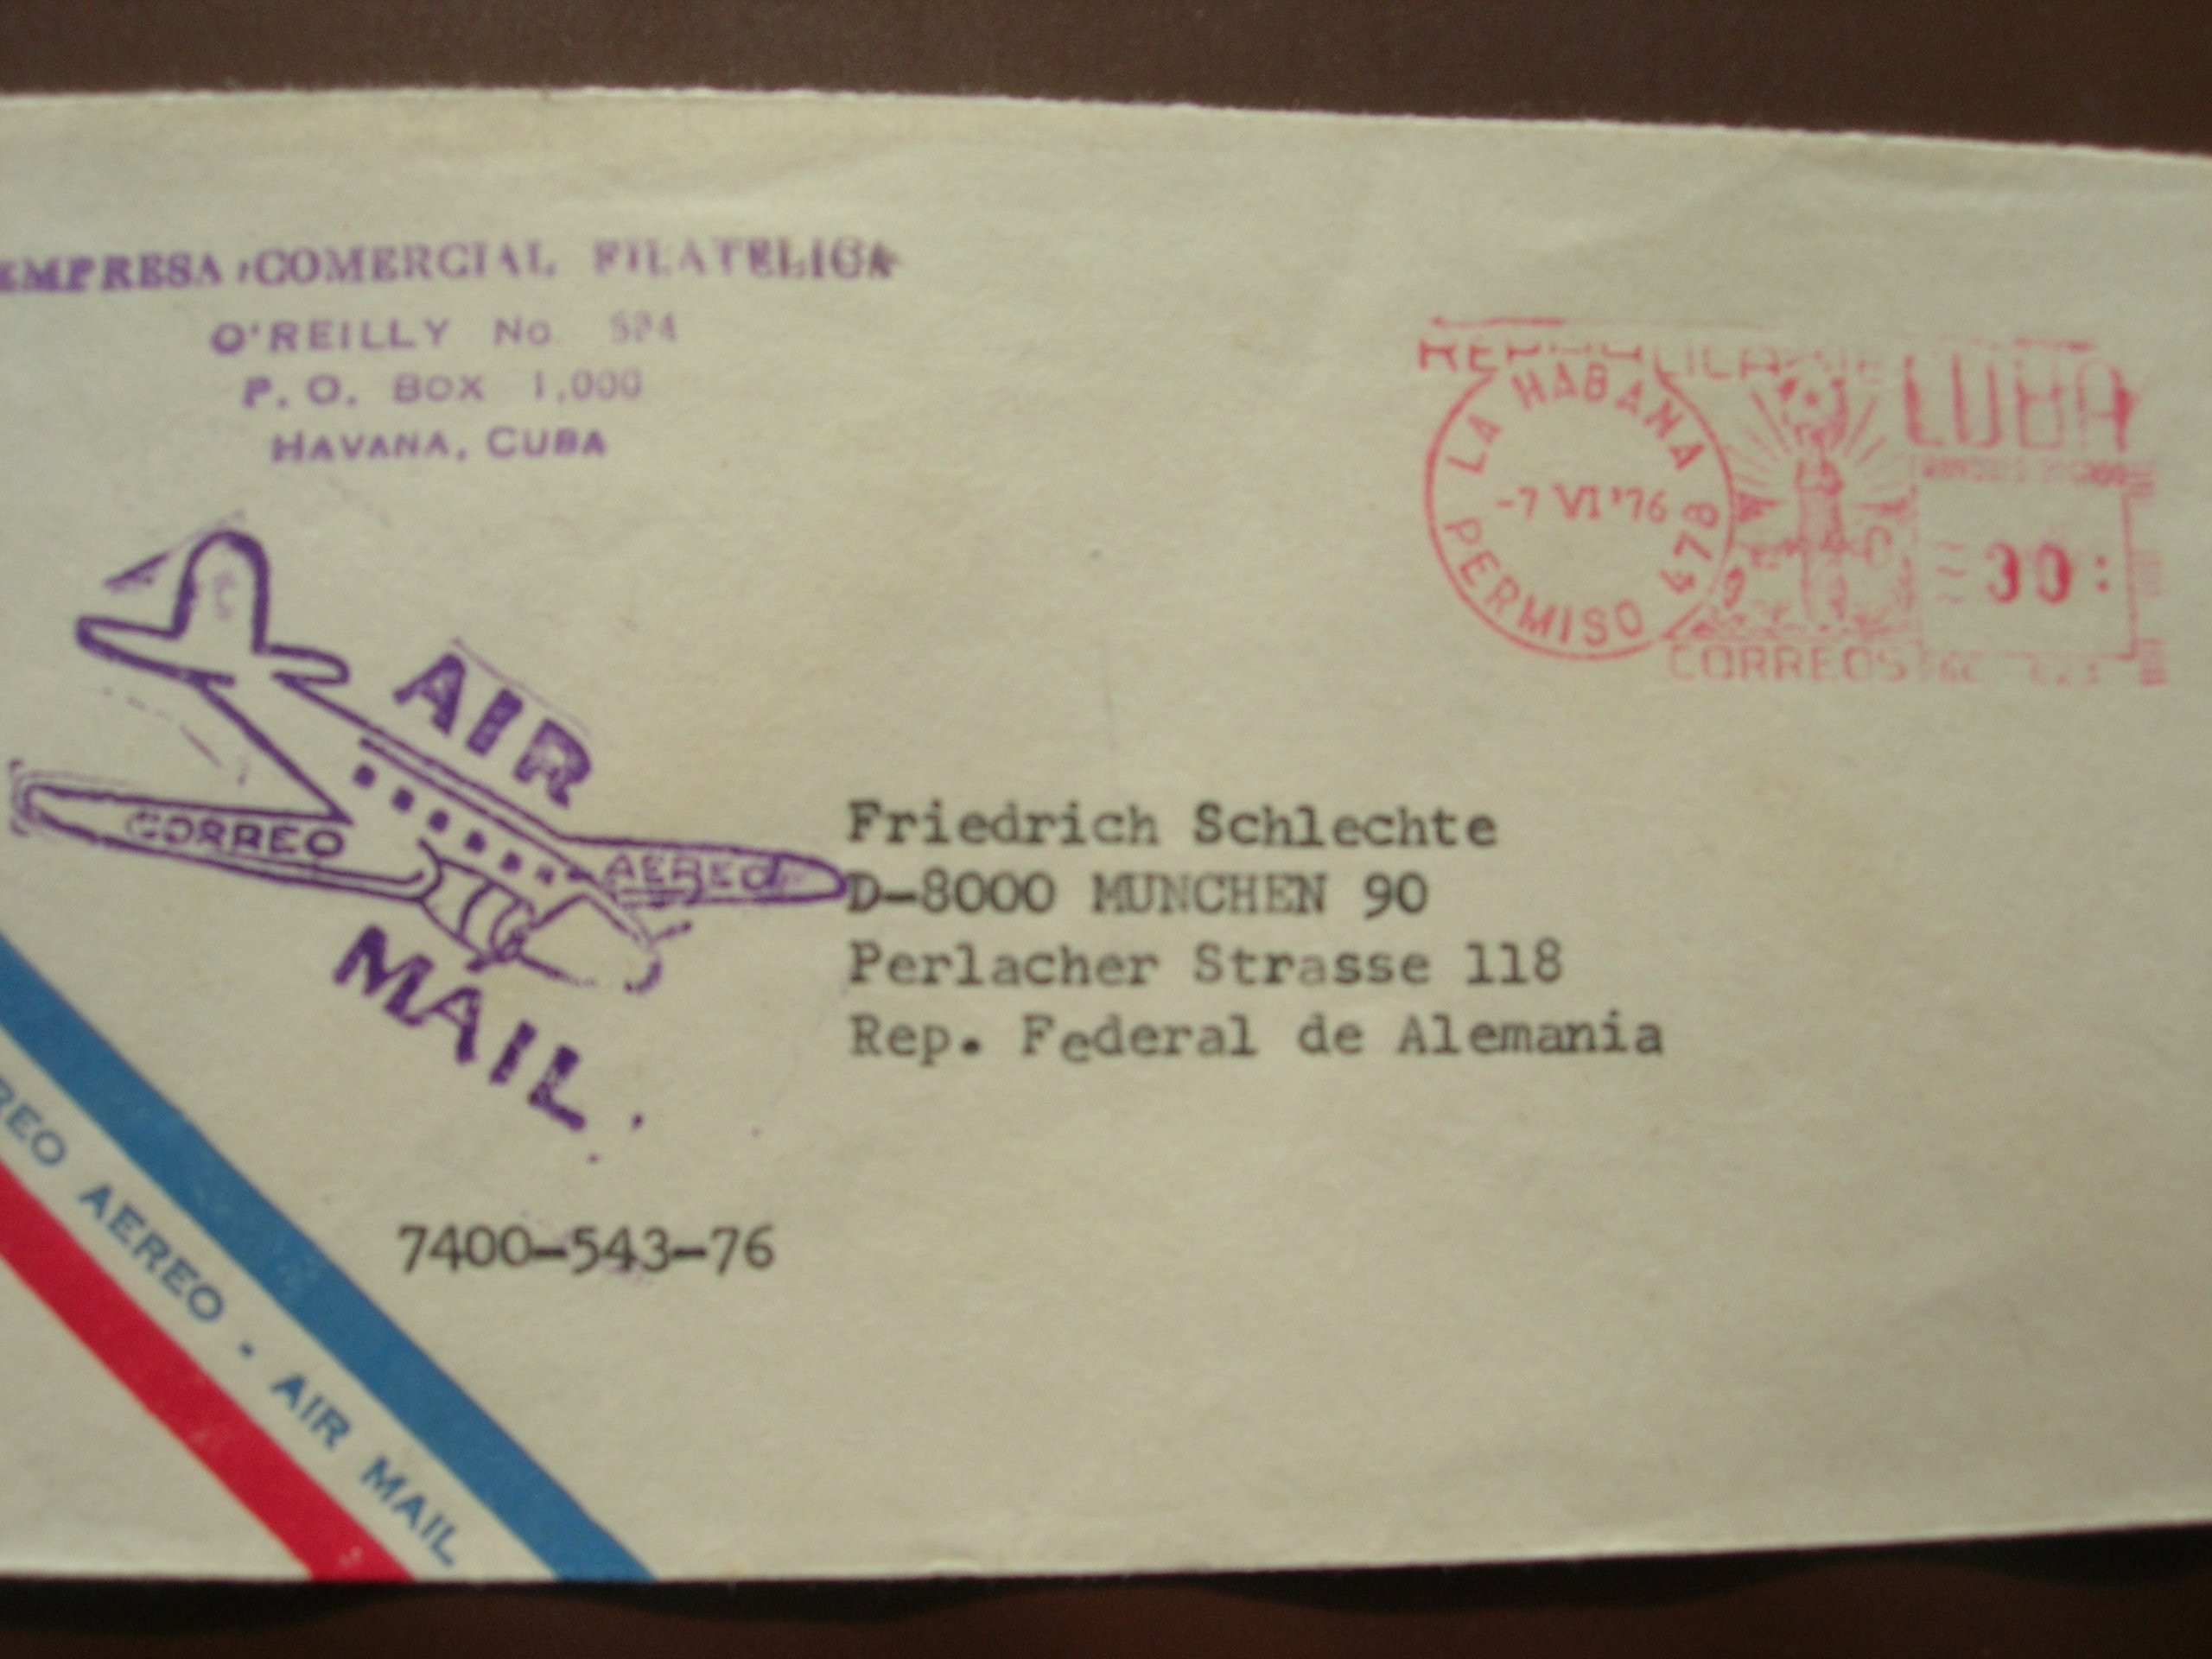 EMPRESA COMERCIAL FILATELICA
O'REILLY No 524
P. O. BOX 1,000
HAVANA, CUBA
REPUBLICA DE CUBA
LA HABANA
-7 VI '76
PERMISO 478
30
CORREOS
AIR
CORREO AEREO
MAIL
Friedrich Schlechte
D-8000 MUNCHEN 90
Perlacher Strasse 118
Rep. Federal de Alemania
7400-543-76
REO AEREO - AIR MAIL